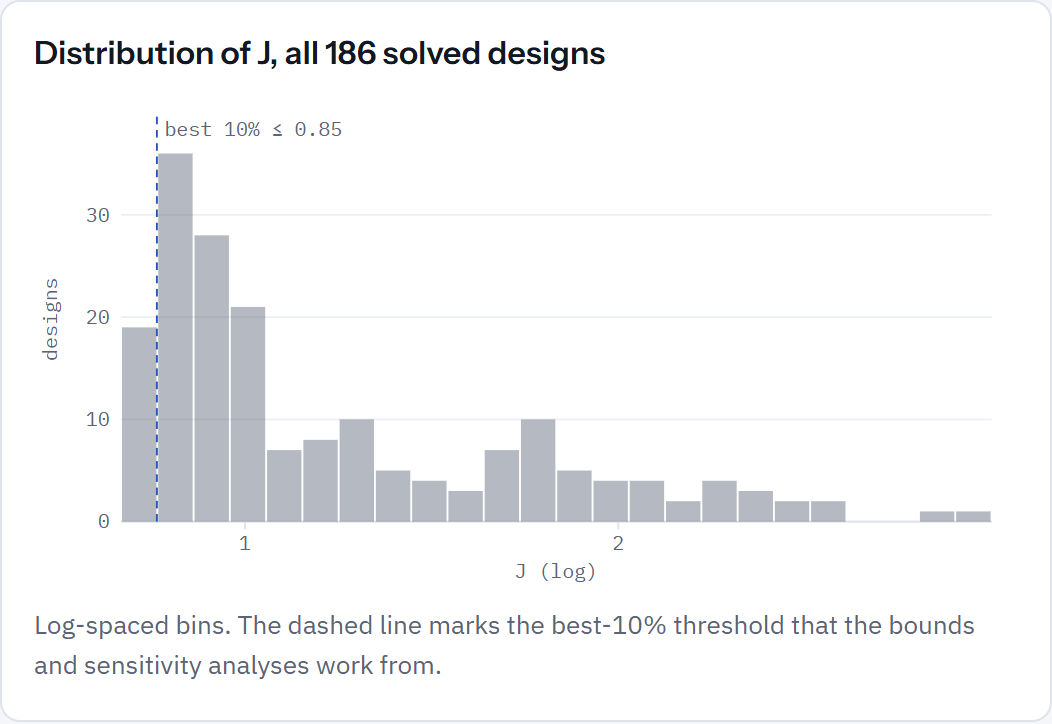 Distribution of J, all 186 solved designs
best 10% ≤ 0.85
30
20
10
0
designs
1
2
J (log)
Log-spaced bins. The dashed line marks the best-10% threshold that the bounds
and sensitivity analyses work from.